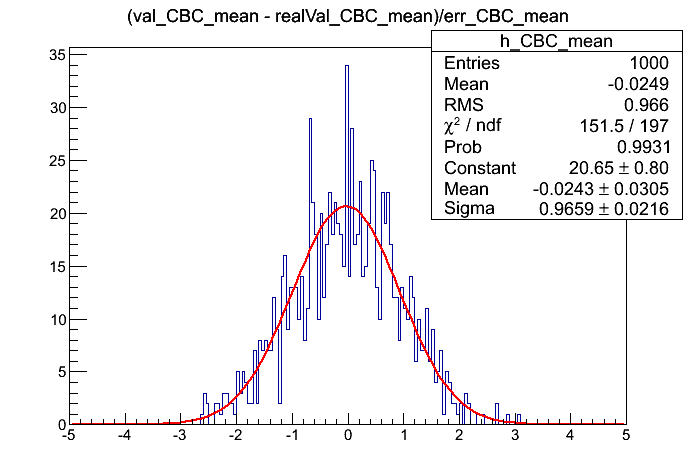 (val_CBC_mean - realVal_CBC_mean)/err_CBC_mean
h_CBC_mean
Entries 1000
Mean -0.0249
RMS 0.966
χ² / ndf 151.5 / 197
Prob 0.9931
Constant 20.65 ± 0.80
Mean -0.0243 ± 0.0305
Sigma 0.9659 ± 0.0216
35
30
25
20
15
10
5
0
-5 -4 -3 -2 -1 0 1 2 3 4 5